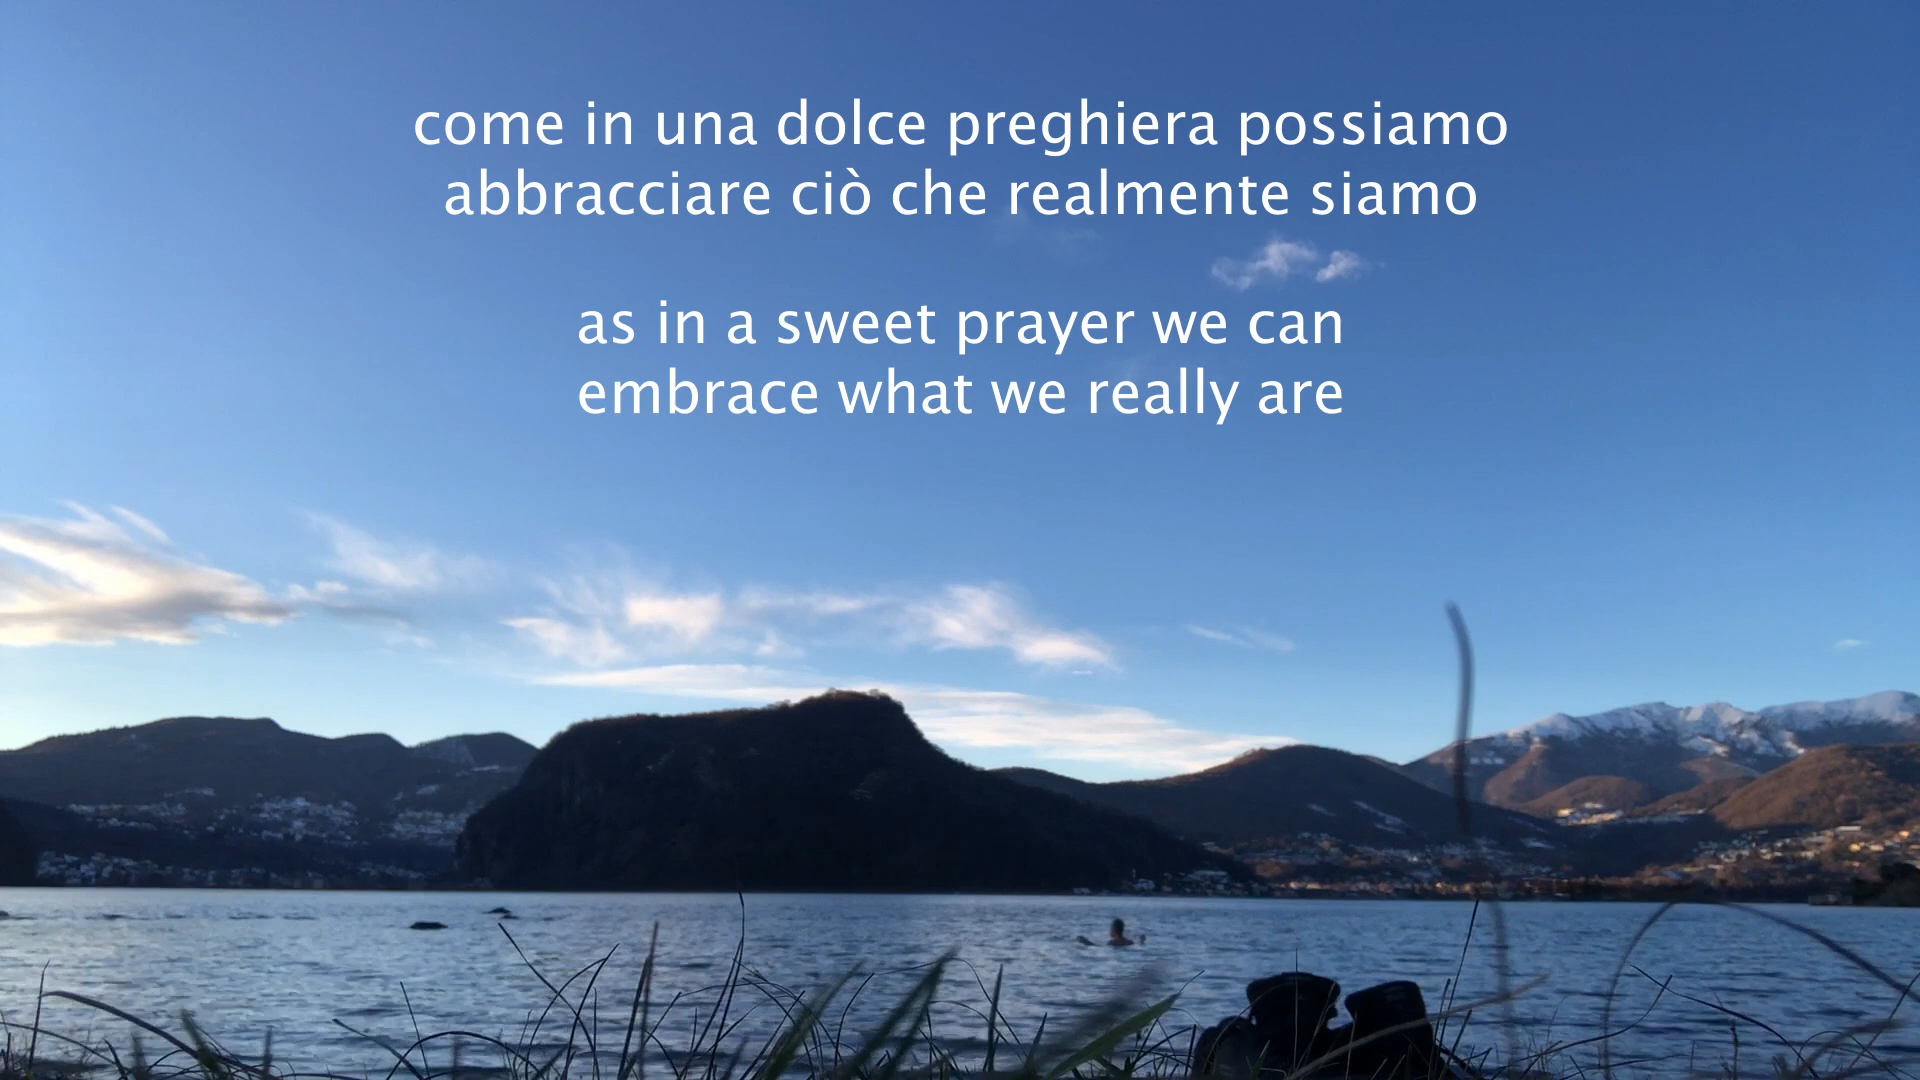 come in una dolce preghiera possiamo
abbracciare ciò che realmente siamo
as in a sweet prayer we can
embrace what we really are